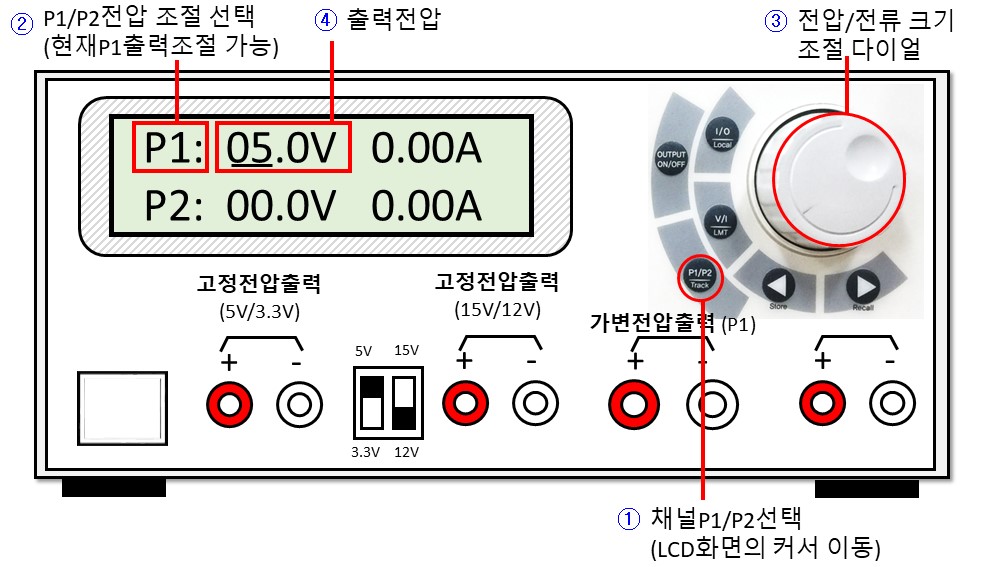 ② P1/P2전압 조절 선택
(현재P1출력조절 가능)
④ 출력전압
③ 전압/전류 크기
조절 다이얼
P1: 05.0V 0.00A
P2: 00.0V 0.00A
I/O
Local
OUTPUT
ON/OFF
V/I
LMT
P1/P2
Track
Store
Recall
고정전압출력
(5V/3.3V)
고정전압출력
(15V/12V)
가변전압출력 (P1)
+ -
5V 15V
3.3V 12V
+ -
+ -
+ -
① 채널P1/P2선택
(LCD화면의 커서 이동)